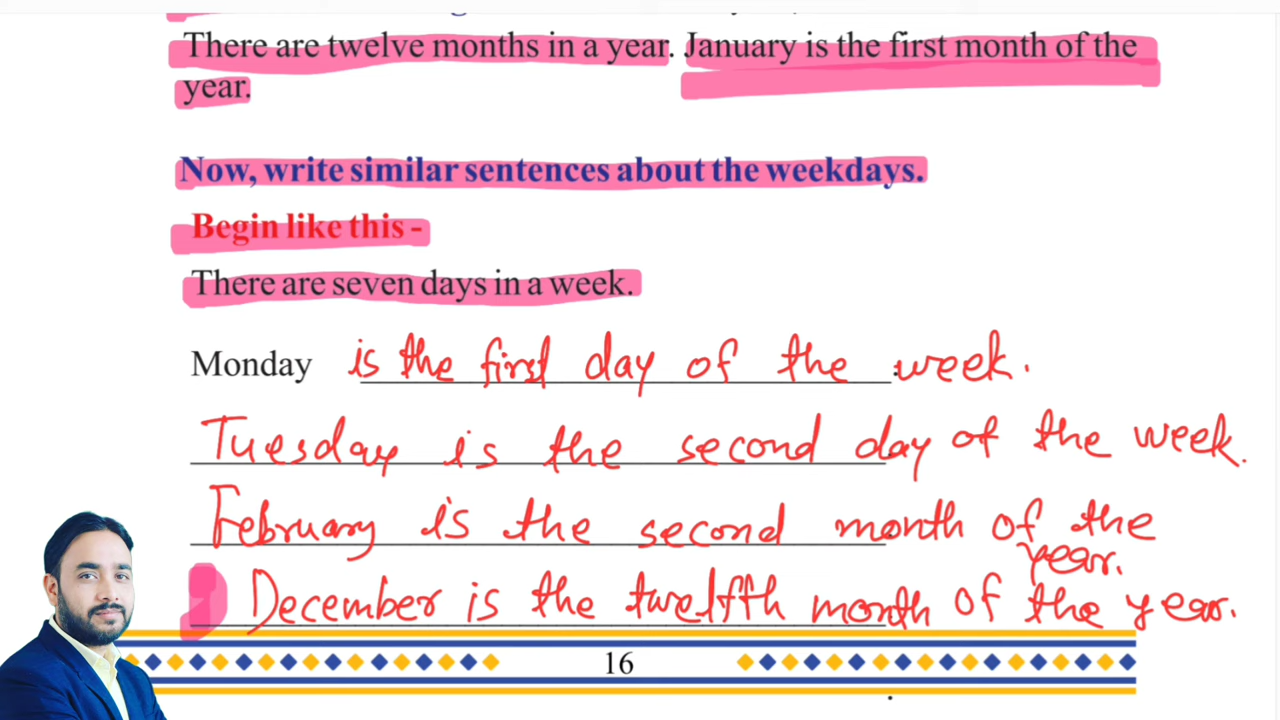 There are twelve months in a year. January is the first month of the
year.
Now, write similar sentences about the weekdays.
Begin like this -
There are seven days in a week.
Monday is the first day of the week.
Tuesday is the second day of the week.
February is the second month of the
year.
December is the twelfth month of the year.
16